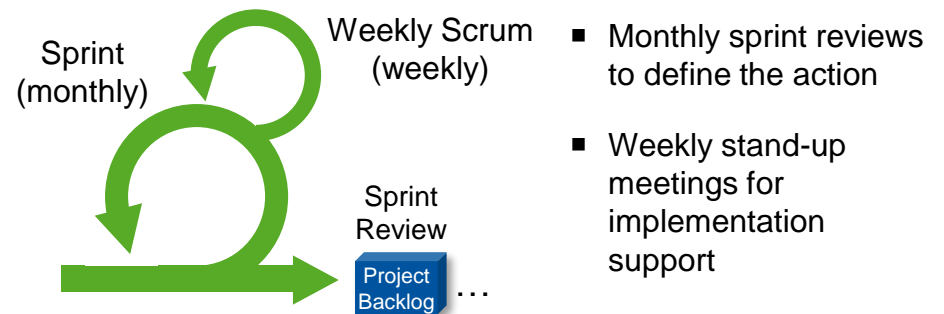 Sprint
(monthly)
Weekly Scrum
(weekly)
Sprint
Review
Project
Backlog
...
■ Monthly sprint reviews
to define the action
■ Weekly stand-up
meetings for
implementation
support